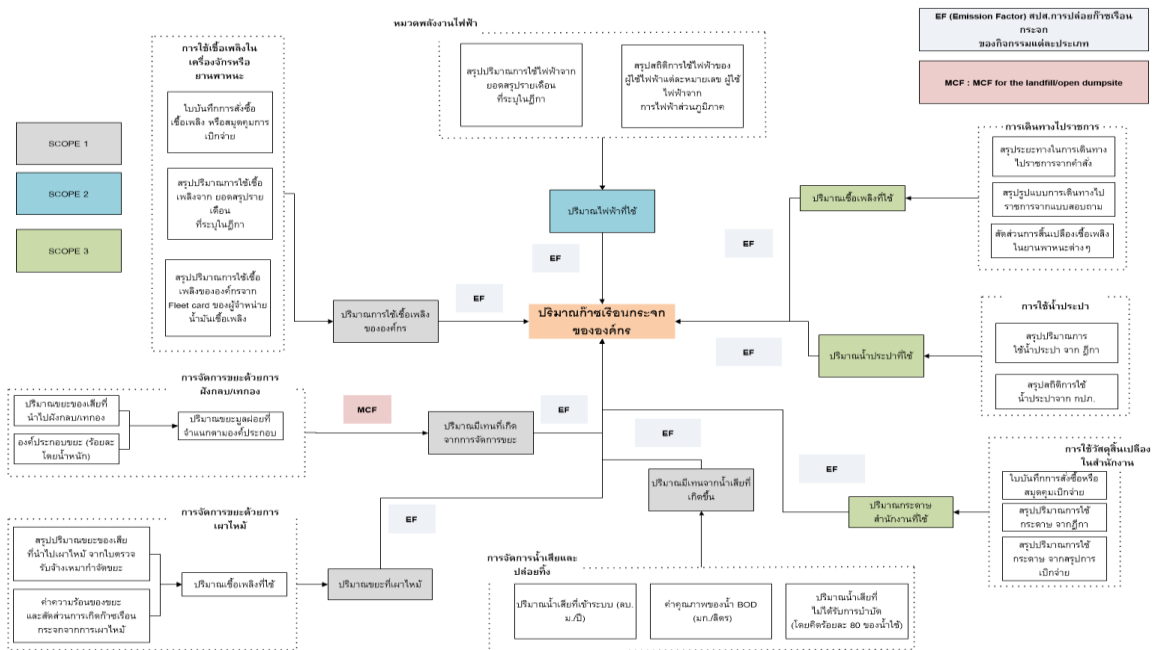 หมวดพลังงานไฟฟ้า
สรุปปริมาณการใช้ไฟฟ้าจาก
ยอดสรุปรายเดือน
ที่ระบุในฎีกา
สรุปสถิติการใช้ไฟฟ้าของ
ผู้ใช้ไฟฟ้าแต่ละหมายเลข ผู้ใช้
ไฟฟ้าจาก
การไฟฟ้าส่วนภูมิภาค
EF (Emission Factor) สปส.การปล่อยก๊าซเรือน
กระจก
ของกิจกรรมแต่ละประเภท
MCF : MCF for the landfill/open dumpsite
SCOPE 1
SCOPE 2
SCOPE 3
การใช้เชื้อเพลิงใน
เครื่องจักรหรือ
ยานพาหนะ
ใบบันทึกการสั่งซื้อ
เชื้อเพลิง หรือสมุดคุมการ
เบิกจ่าย
สรุปปริมาณการใช้เชื้อ
เพลิงจาก ยอดสรุปราย
เดือน
ที่ระบุในฎีกา
สรุปปริมาณการใช้เชื้อ
เพลิงขององค์กรจาก
Fleet card ของผู้จำหน่าย
น้ำมันเชื้อเพลิง
ปริมาณการใช้เชื้อเพลิง
ขององค์กร
EF
ปริมาณไฟฟ้าที่ใช้
EF
ปริมาณก๊าซเรือนกระจก
ขององค์กร
การเดินทางไปราชการ
สรุประยะทางในการเดินทาง
ไปราชการจากคำสั่ง
สรุปรูปแบบการเดินทางไป
ราชการจากแบบสอบถาม
สัดส่วนการสิ้นเปลืองเชื้อเพลิง
ในยานพาหนะต่างๆ
ปริมาณเชื้อเพลิงที่ใช้
EF
การใช้น้ำประปา
สรุปปริมาณการ
ใช้น้ำประปา จาก ฎีกา
สรุปสถิติการใช้
น้ำประปาจาก กปภ.
ปริมาณน้ำประปาที่ใช้
EF
การจัดการขยะด้วยการ
ฝังกลบ/เทกอง
ปริมาณขยะของเสียที่
นำไปฝังกลบ/เทกอง
องค์ประกอบขยะ (ร้อยละ
โดยน้ำหนัก)
ปริมาณขยะมูลฝอยที่
จำแนกตามองค์ประกอบ
MCF
ปริมาณมีเทนที่เกิด
จากการจัดการขยะ
EF
EF
ปริมาณมีเทนจากน้ำเสียที่
เกิดขึ้น
การใช้วัสดุสิ้นเปลือง
ในสำนักงาน
ใบบันทึกการสั่งซื้อหรือ
สมุดคุมเบิกจ่าย
สรุปปริมาณการใช้
กระดาษ จากฎีกา
สรุปปริมาณการใช้
กระดาษ จากสรุปการ
เบิกจ่าย
ปริมาณกระดาษ
สำนักงานที่ใช้
EF
การจัดการขยะด้วยการ
เผาไหม้
สรุปปริมาณขยะของเสีย
ที่นำไปเผาไหม้ จากใบตรวจ
รับจ้างเหมากำจัดขยะ
ค่าความร้อนของขยะ
และสัดส่วนการเกิดก๊าซเรือน
กระจกจากการเผาไหม้
ปริมาณเชื้อเพลิงที่ใช้
ปริมาณขยะที่เผาไหม้
EF
การจัดการน้ำเสียและ
ปล่อยทิ้ง
ปริมาณน้ำเสียที่เข้าระบบ (ลบ.
ม./ปี)
ค่าคุณภาพของน้ำ BOD
(มก./ลิตร)
ปริมาณน้ำเสียที่
ไม่ได้รับการบำบัด
(โดยคิดร้อยละ 80 ของน้ำใช้)